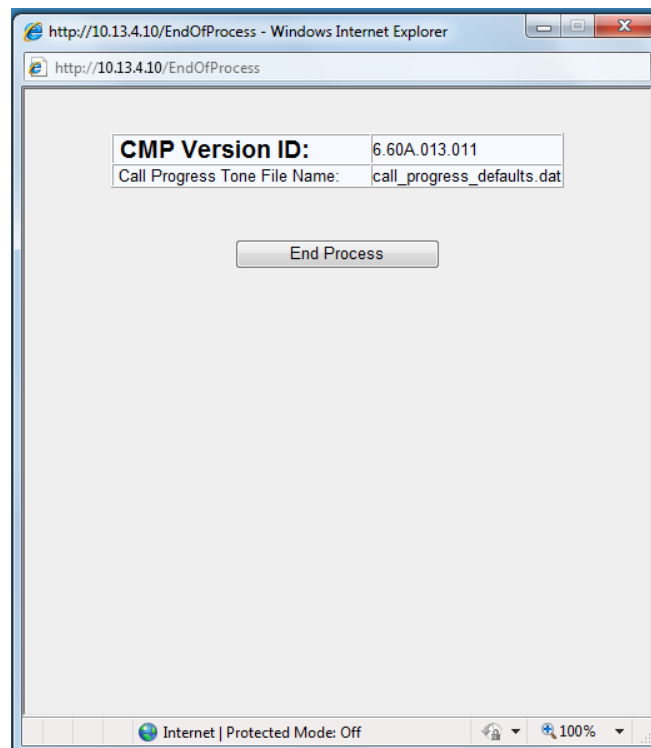 http://10.13.4.10/EndOfProcess - Windows Internet Explorer
http://10.13.4.10/EndOfProcess
CMP Version ID: 6.60A.013.011
Call Progress Tone File Name: call_progress_defaults.dat
End Process
Internet | Protected Mode: Off 100%